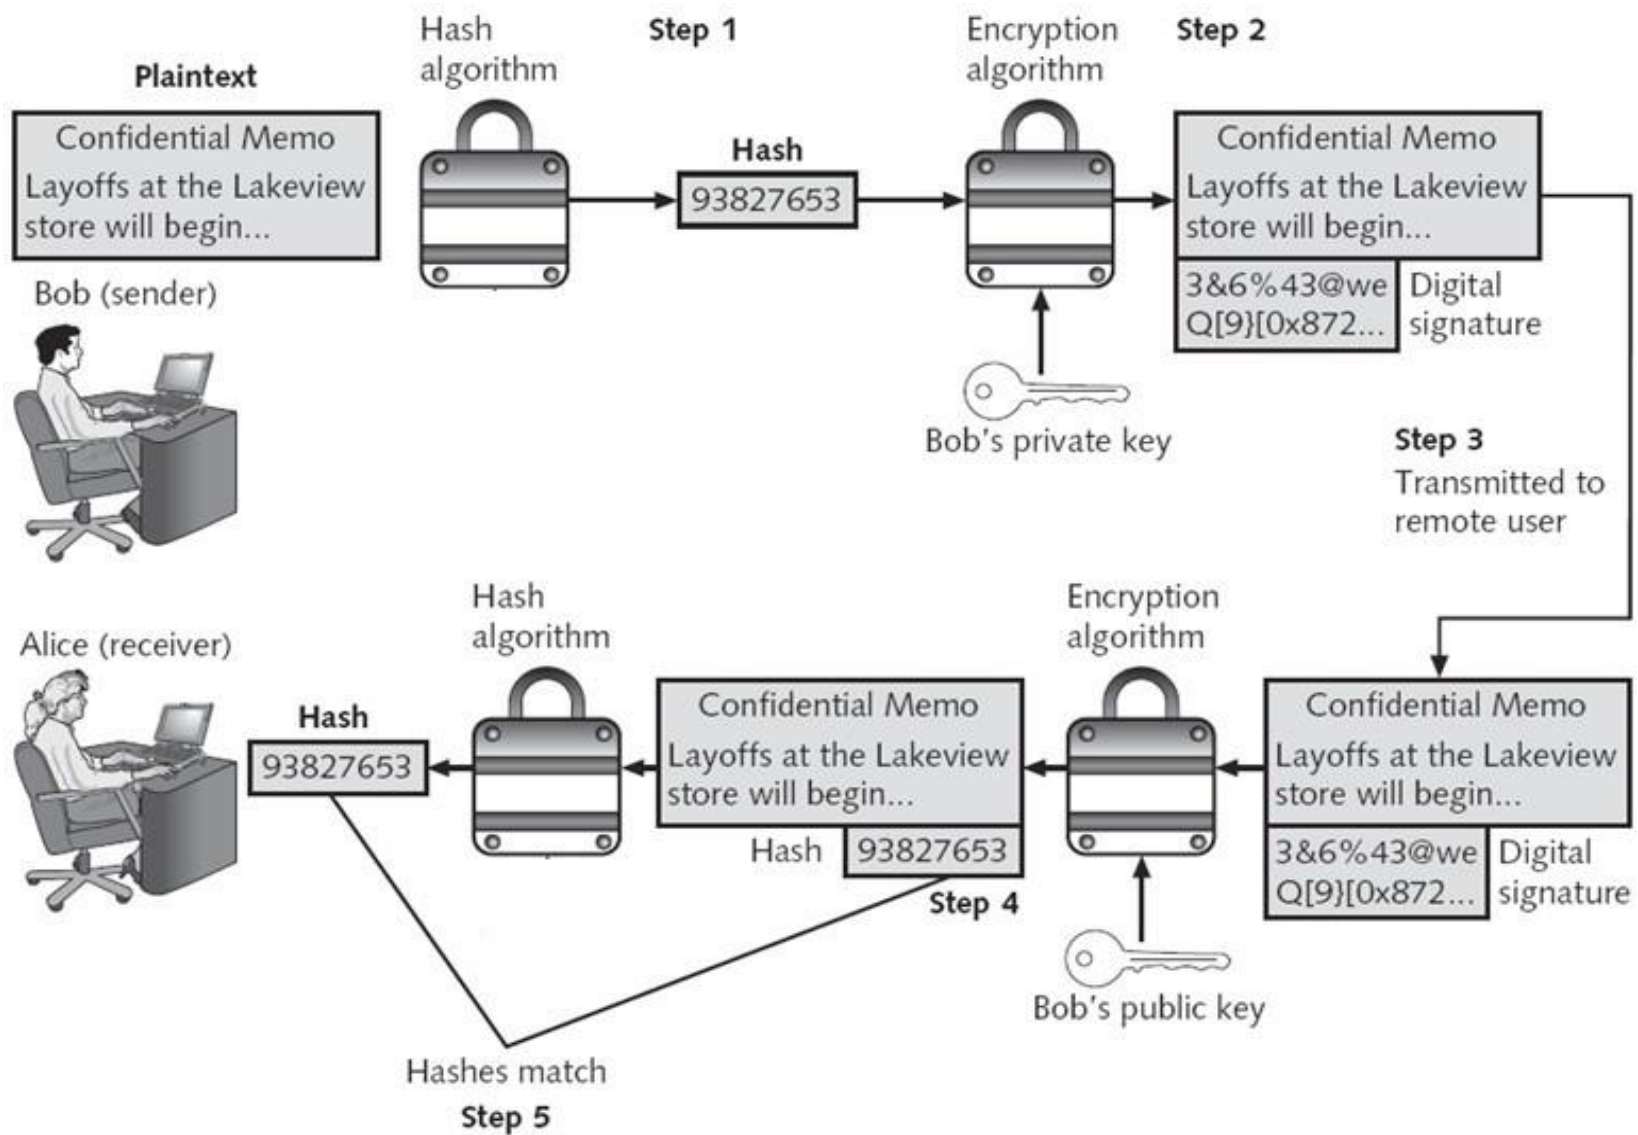 Plaintext
Confidential Memo
Layoffs at the Lakeview
store will begin...
Bob (sender)
Hash
algorithm
Step 1
Hash
93827653
Encryption
algorithm
Bob's private key
Step 2
Confidential Memo
Layoffs at the Lakeview
store will begin...
3&6%43@we
Q[9}[0x872...
Digital
signature
Step 3
Transmitted to
remote user
Confidential Memo
Layoffs at the Lakeview
store will begin...
3&6%43@we
Q[9}[0x872...
Digital
signature
Encryption
algorithm
Bob's public key
Confidential Memo
Layoffs at the Lakeview
store will begin...
Hash
93827653
Step 4
Hash
algorithm
Alice (receiver)
Hash
93827653
Hashes match
Step 5